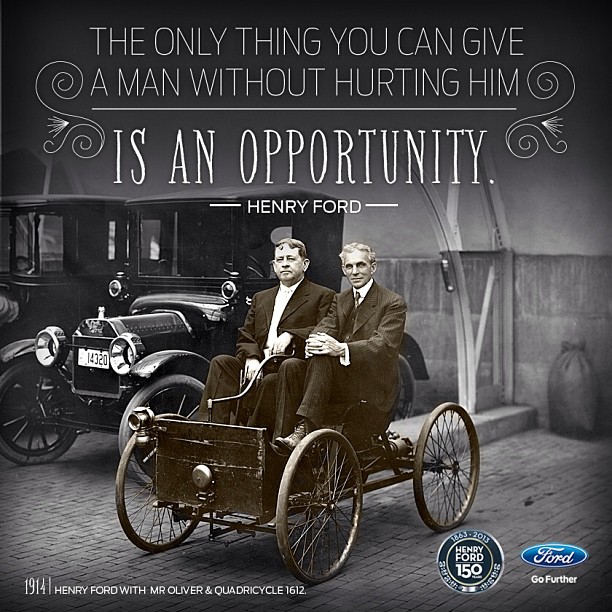 THE ONLY THING YOU CAN GIVE
A MAN WITHOUT HURTING HIM
IS AN OPPORTUNITY.
HENRY FORD
14320
1863 - 2013
HENRY
FORD
150
Ford
Go Further
1914 | HENRY FORD WITH MR OLIVER & QUADRICYCLE 1612.